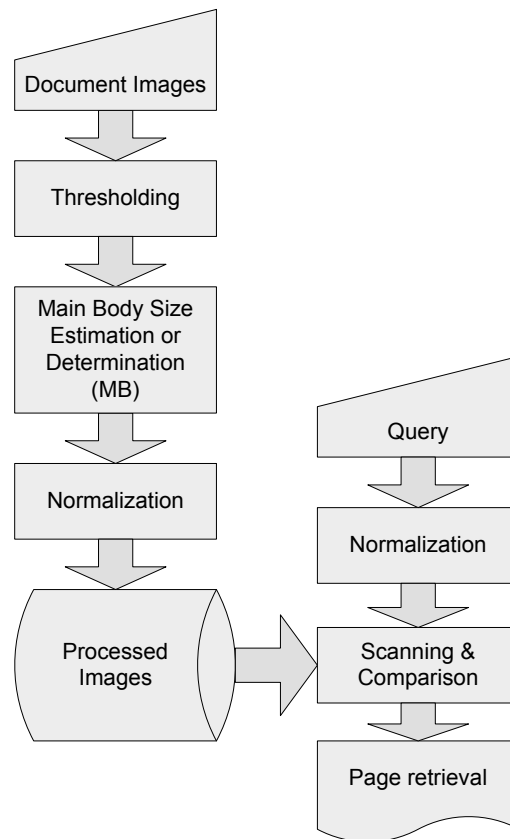 Document Images
Thresholding
Main Body Size
Estimation or
Determination
(MB)
Normalization
Processed
Images
Query
Normalization
Scanning &
Comparison
Page retrieval